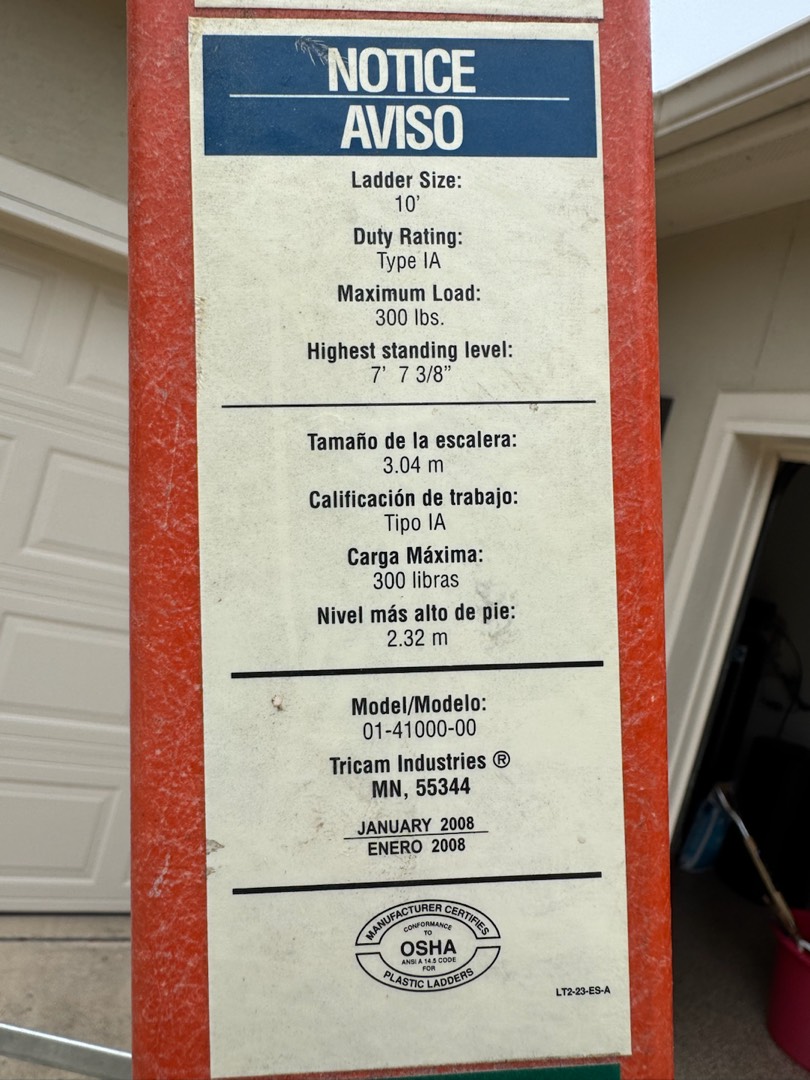 NOTICE
AVISO
Ladder Size:
10'
Duty Rating:
Type IA
Maximum Load:
300 lbs.
Highest standing level:
7' 7 3/8”
Tamaño de la escalera:
3.04 m
Calificación de trabajo:
Tipo IA
Carga Máxima:
300 libras
Nivel más alto de pie:
2.32 m
Model/Modelo:
01-41000-00
Tricam Industries ®
MN, 55344
JANUARY 2008
ENERO 2008
MANUFACTURER CERTIFIES
CONFORMANCE
TO
OSHA
ANSI A 14.5 CODE
FOR
PLASTIC LADDERS
LT2-23-ES-A